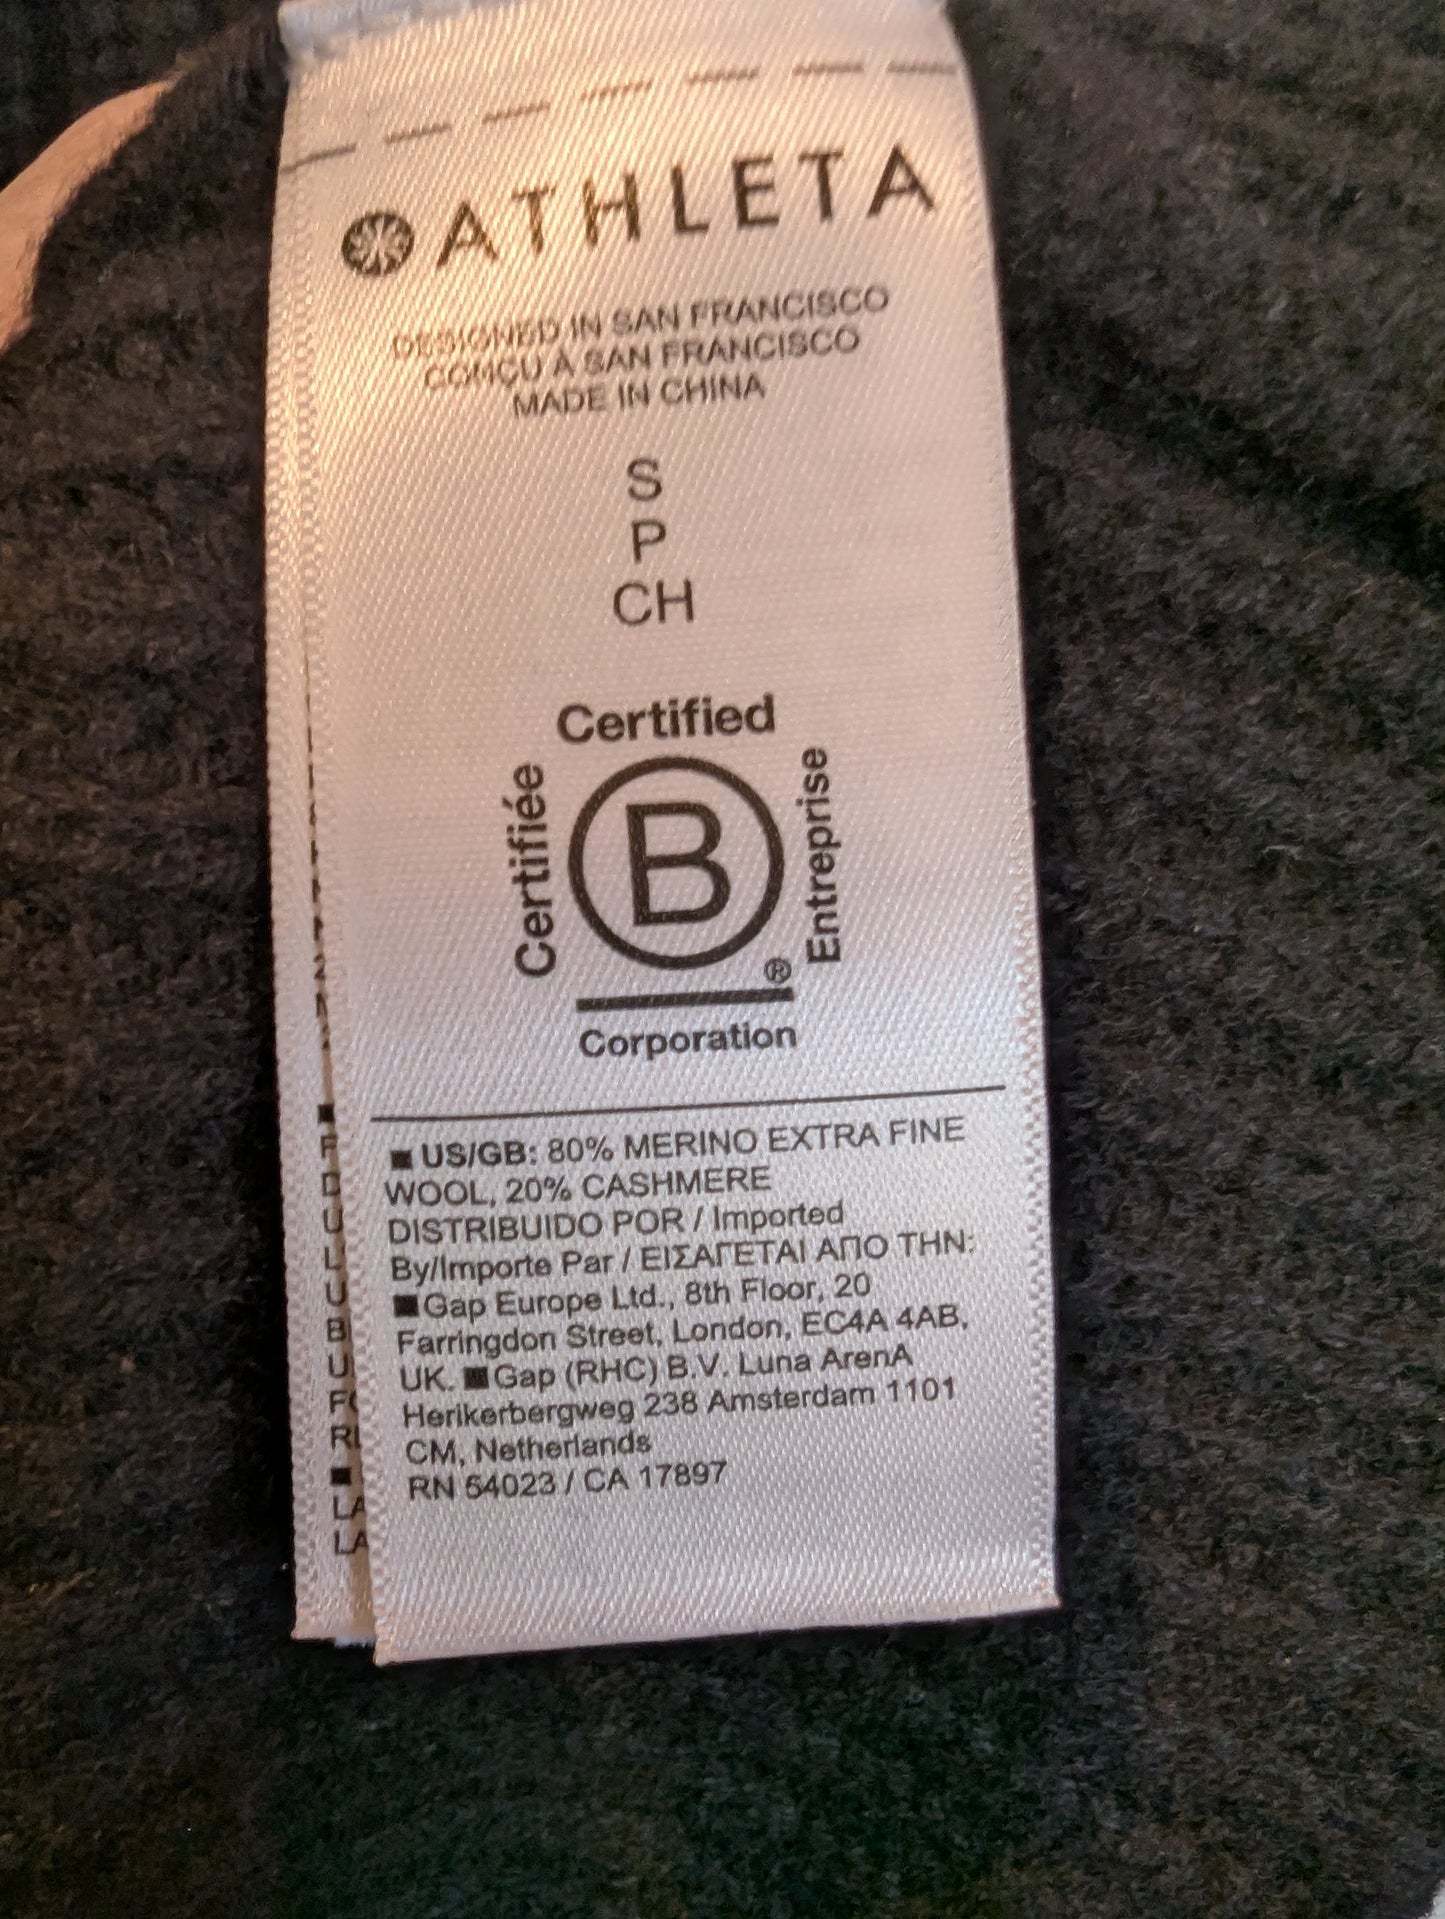 ATHLETA
DESIGNED IN SAN FRANCISCO
CONÇU À SAN FRANCISCO
MADE IN CHINA
S
P
CH
Certified
Certifiée
B
Entreprise
®
Corporation
■ US/GB: 80% MERINO EXTRA FINE
WOOL, 20% CASHMERE
DISTRIBUIDO POR / Imported
By/Importe Par / ΕΙΣΑΓΕΤΑΙ ΑΠΟ ΤΗΝ:
■ Gap Europe Ltd., 8th Floor, 20
Farringdon Street, London, EC4A 4AB,
UK. ■ Gap (RHC) B.V. Luna ArenA
Herikerbergweg 238 Amsterdam 1101
CM, Netherlands
RN 54023 / CA 17897